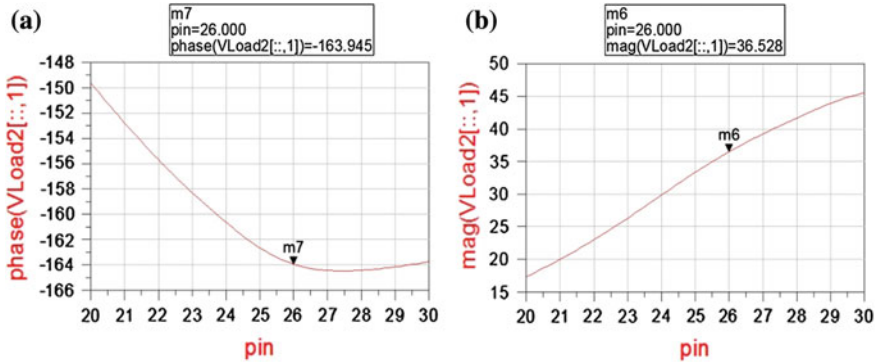 (a)
m7
pin=26.000
phase(VLoad2[::,1])=-163.945
phase(VLoad2[::,1])
-148
-150
-152
-154
-156
-158
-160
-162
-164
-166
m7
20 21 22 23 24 25 26 27 28 29 30
pin
(b)
m6
pin=26.000
mag(VLoad2[::,1])=36.528
mag(VLoad2[::,1])
50
45
40
35
30
25
20
15
m6
20 21 22 23 24 25 26 27 28 29 30
pin